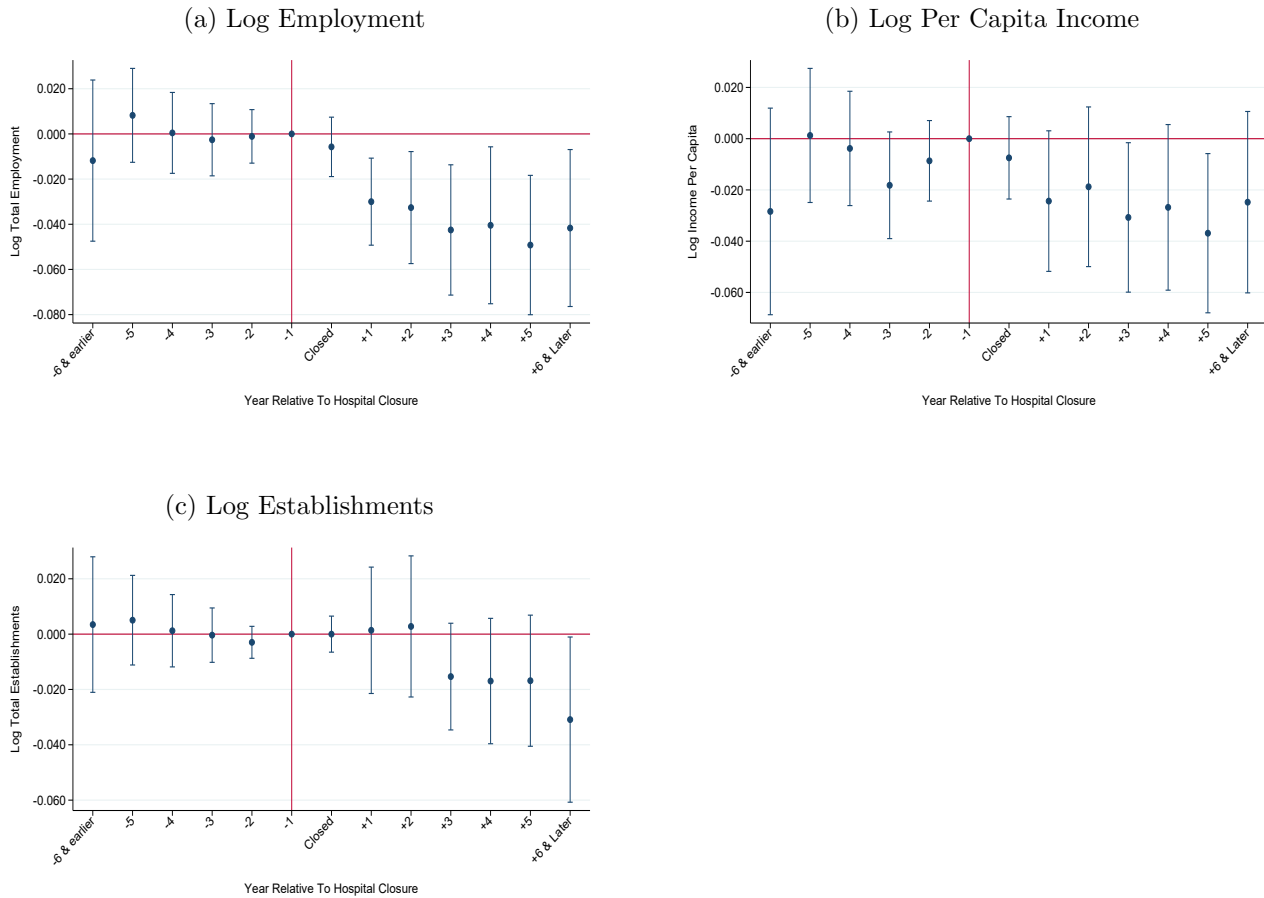 (a) Log Employment
Log Total Employment
0.020
0.000
-0.020
-0.040
-0.060
-0.080
-6 & earlier
-5
-4
-3
-2
-1
Closed
+1
+2
+3
+4
+5
+6 & Later
Year Relative To Hospital Closure
(b) Log Per Capita Income
Log Income Per Capita
0.020
0.000
-0.020
-0.040
-0.060
-6 & earlier
-5
-4
-3
-2
-1
Closed
+1
+2
+3
+4
+5
+6 & Later
Year Relative To Hospital Closure
(c) Log Establishments
Log Total Establishments
0.020
0.000
-0.020
-0.040
-0.060
-6 & earlier
-5
-4
-3
-2
-1
Closed
+1
+2
+3
+4
+5
+6 & Later
Year Relative To Hospital Closure